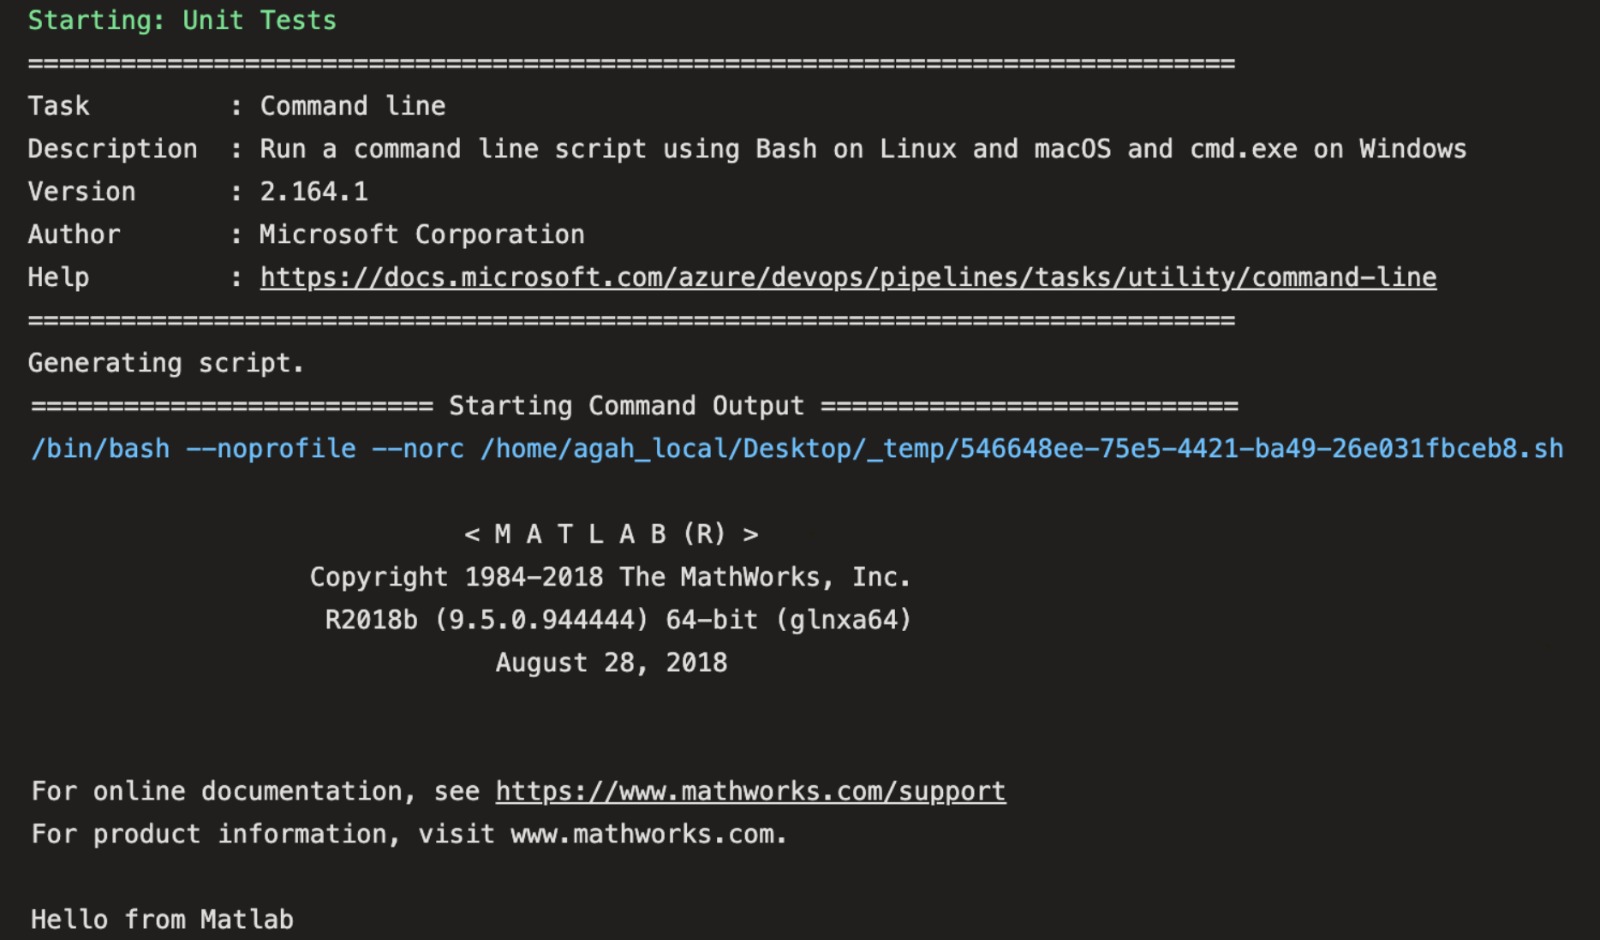 Starting: Unit Tests
==============================================================================
Task         : Command line
Description  : Run a command line script using Bash on Linux and macOS and cmd.exe on Windows
Version      : 2.164.1
Author       : Microsoft Corporation
Help         : https://docs.microsoft.com/azure/devops/pipelines/tasks/utility/command-line
==============================================================================
Generating script.
========================== Starting Command Output ===========================
/bin/bash --noprofile --norc /home/agah_local/Desktop/_temp/546648ee-75e5-4421-ba49-26e031fbceb8.sh
< M A T L A B (R) >
Copyright 1984-2018 The MathWorks, Inc.
R2018b (9.5.0.944444) 64-bit (glnxa64)
August 28, 2018
For online documentation, see https://www.mathworks.com/support
For product information, visit www.mathworks.com.
Hello from Matlab